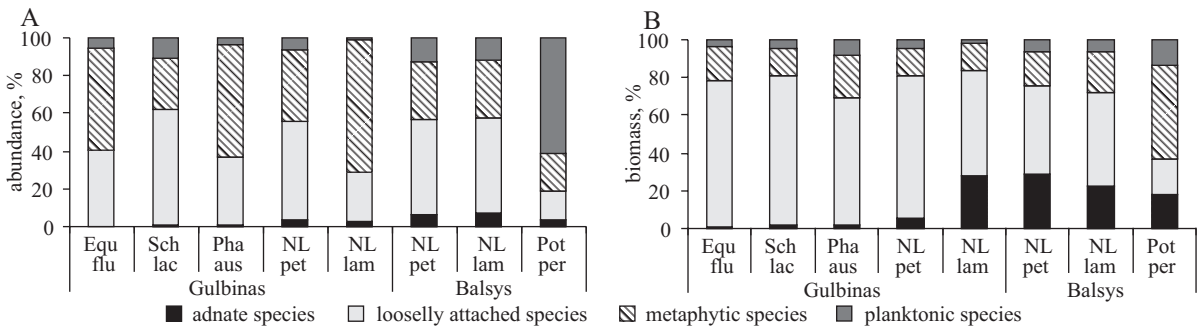 A
100
80
60
40
20
0
abundance, %
Equ flu
Sch lac
Pha aus
NL pet
NL lam
NL pet
NL lam
Pot per
Gulbinas
Balsys
B
100
80
60
40
20
0
biomass, %
Equ flu
Sch lac
Pha aus
NL pet
NL lam
NL pet
NL lam
Pot per
Gulbinas
Balsys
adnate species loosselly attached species metaphytic species planktonic species